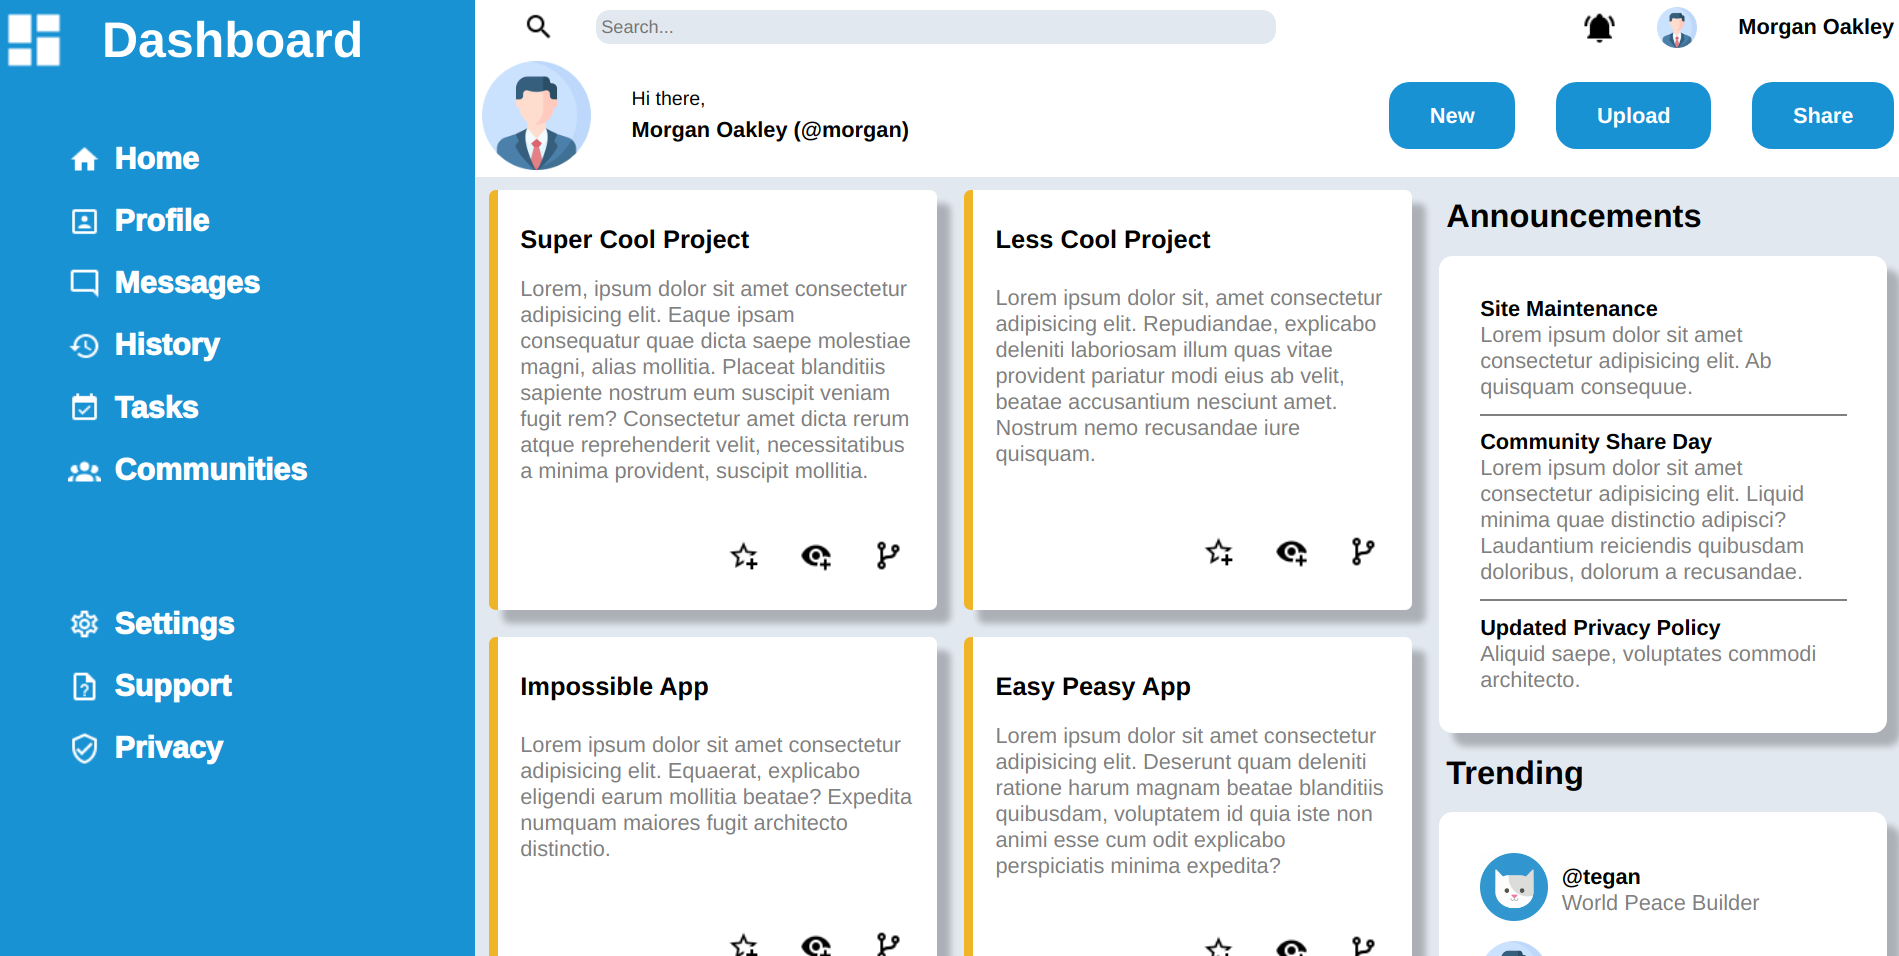 Dashboard
Home
Profile
Messages
History
Tasks
Communities
Settings
Support
Privacy
Search...
Morgan Oakley
Hi there,
Morgan Oakley (@morgan)
New
Upload
Share
Super Cool Project
Lorem, ipsum dolor sit amet consectetur
adipisicing elit. Eaque ipsam
consequatur quae dicta saepe molestiae
magni, alias mollitia. Placeat blanditiis
sapiente nostrum eum suscipit veniam
fugit rem? Consectetur amet dicta rerum
atque reprehenderit velit, necessitatibus
a minima provident, suscipit mollitia.
Less Cool Project
Lorem ipsum dolor sit, amet consectetur
adipisicing elit. Repudiandae, explicabo
deleniti laboriosam illum quas vitae
provident pariatur modi eius ab velit,
beatae accusantium nesciunt amet.
Nostrum nemo recusandae iure
quisquam.
Impossible App
Lorem ipsum dolor sit amet consectetur
adipisicing elit. Equaerat, explicabo
eligendi earum mollitia beatae? Expedita
numquam maiores fugit architecto
distinctio.
Easy Peasy App
Lorem ipsum dolor sit amet consectetur
adipisicing elit. Deserunt quam deleniti
ratione harum magnam beatae blanditiis
quibusdam, voluptatem id quia iste non
animi esse cum odit explicabo
perspiciatis minima expedita?
Announcements
Site Maintenance
Lorem ipsum dolor sit amet
consectetur adipisicing elit. Ab
quisquam consequue.
Community Share Day
Lorem ipsum dolor sit amet
consectetur adipisicing elit. Liquid
minima quae distinctio adipisci?
Laudantium reiciendis quibusdam
doloribus, dolorum a recusandae.
Updated Privacy Policy
Aliquid saepe, voluptates commodi
architecto.
Trending
@tegan
World Peace Builder